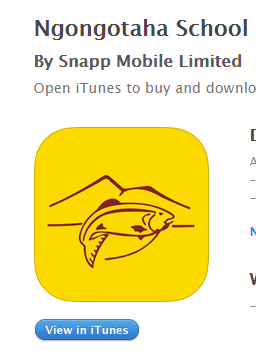 Ngongotaha School
By Snapp Mobile Limited
Open iTunes to buy and downlo
View in iTunes